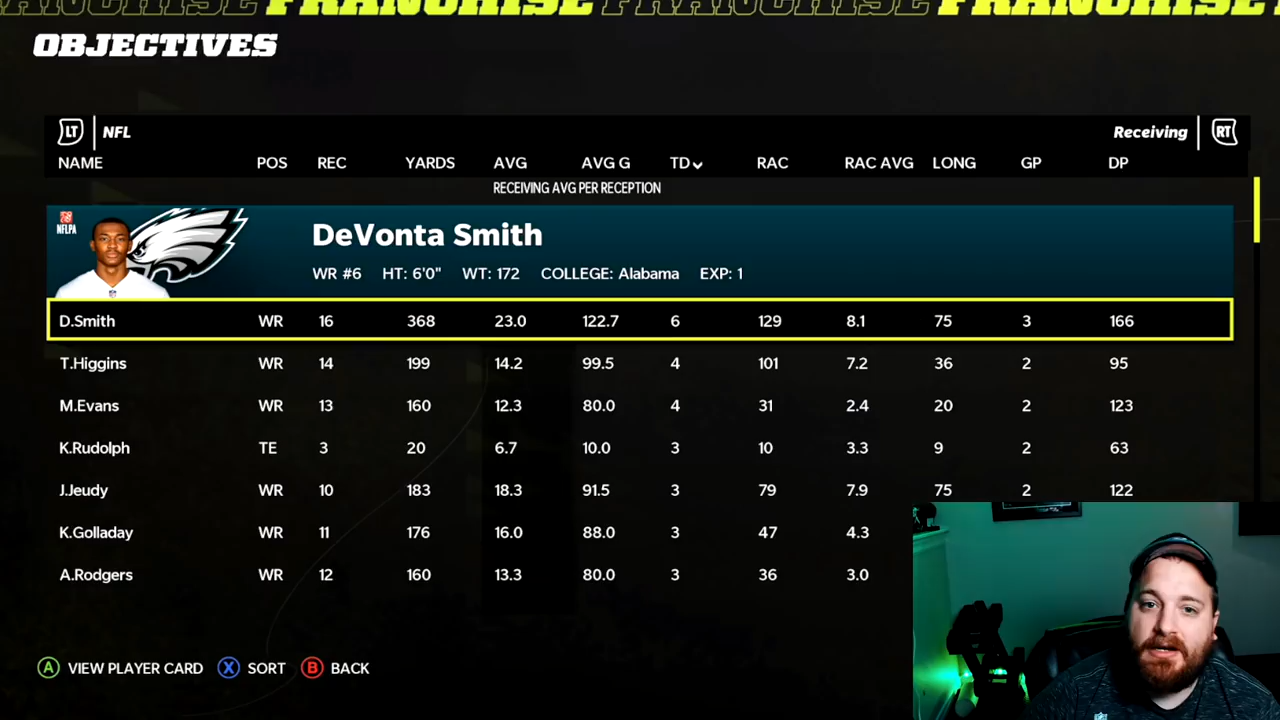 FRANCHISE FRANCHISE FRANCHISE FRANCHISE
OBJECTIVES
LT NFL Receiving RT
NAME POS REC YARDS AVG AVG G TD RAC RAC AVG LONG GP DP
RECEIVING AVG PER RECEPTION
NFLPA
DeVonta Smith
WR #6 HT: 6'0" WT: 172 COLLEGE: Alabama EXP: 1
D.Smith WR 16 368 23.0 122.7 6 129 8.1 75 3 166
T.Higgins WR 14 199 14.2 99.5 4 101 7.2 36 2 95
M.Evans WR 13 160 12.3 80.0 4 31 2.4 20 2 123
K.Rudolph TE 3 20 6.7 10.0 3 10 3.3 9 2 63
J.Jeudy WR 10 183 18.3 91.5 3 79 7.9 75 2 122
K.Golladay WR 11 176 16.0 88.0 3 47 4.3
A.Rodgers WR 12 160 13.3 80.0 3 36 3.0
A VIEW PLAYER CARD X SORT B BACK